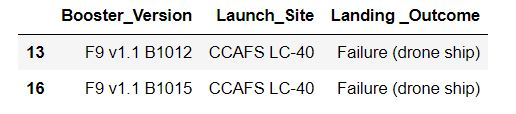 Booster_Version Launch_Site Landing _Outcome
13 F9 v1.1 B1012 CCAFS LC-40 Failure (drone ship)
16 F9 v1.1 B1015 CCAFS LC-40 Failure (drone ship)